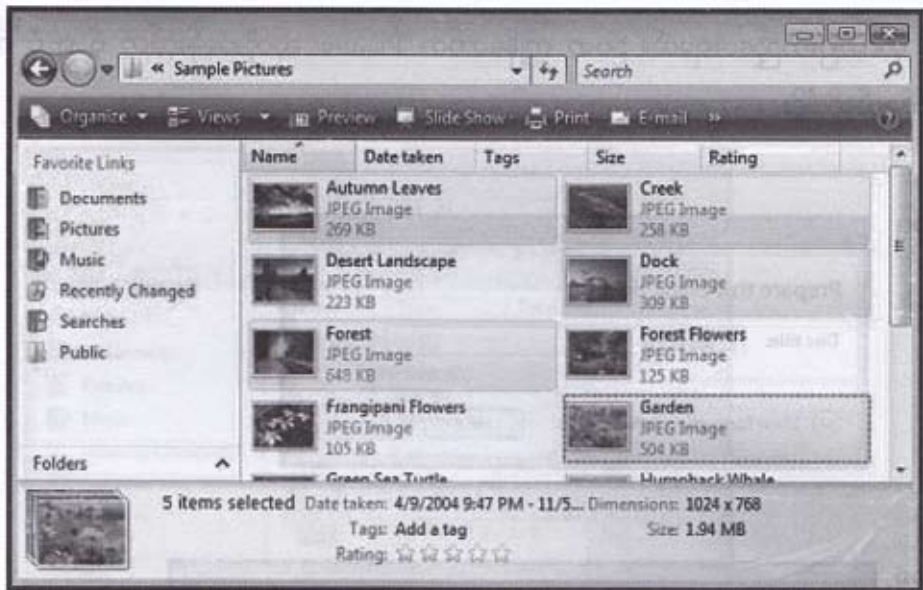 « Sample Pictures Search
Organize Views Preview Slide Show Print E-mail »
Favorite Links
Documents
Pictures
Music
Recently Changed
Searches
Public
Folders
Name Date taken Tags Size Rating
Autumn Leaves
JPEG Image
269 KB
Creek
JPEG Image
258 KB
Desert Landscape
JPEG Image
223 KB
Dock
JPEG Image
309 KB
Forest
JPEG Image
648 KB
Forest Flowers
JPEG Image
125 KB
Frangipani Flowers
JPEG Image
105 KB
Garden
JPEG Image
504 KB
Green Sea Turtle
Humpback Whale
5 items selected Date taken: 4/9/2004 9:47 PM - 11/5... Dimensions: 1024 x 768
Tags: Add a tag Size: 1.94 MB
Rating: